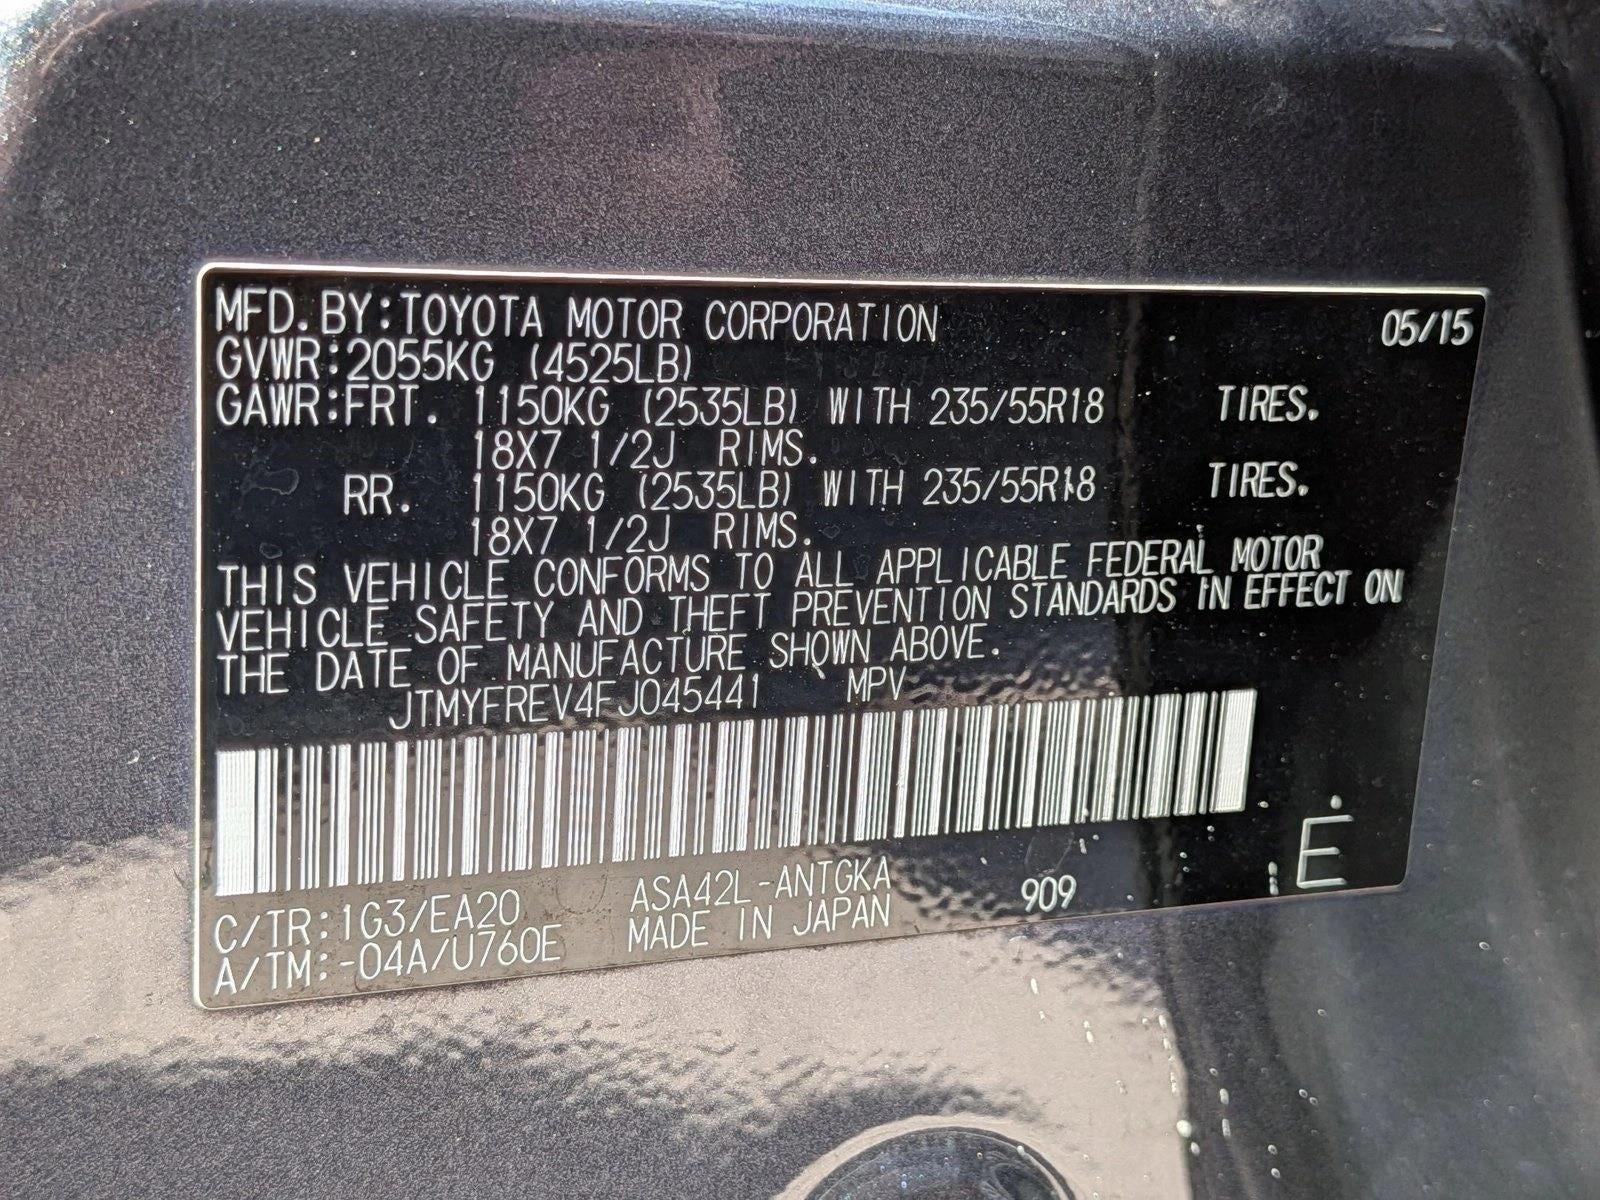 MFD. BY: TOYOTA MOTOR CORPORATION 05/15
GVWR: 2055KG (4525LB)
GAWR: FRT. 1150KG (2535LB) WITH 235/55R18 TIRES.
18X7 1/2J RIMS.
RR. 1150KG (2535LB) WITH 235/55R18 TIRES.
18X7 1/2J RIMS.
THIS VEHICLE CONFORMS TO ALL APPLICABLE FEDERAL MOTOR
VEHICLE SAFETY AND THEFT PREVENTION STANDARDS IN EFFECT ON
THE DATE OF MANUFACTURE SHOWN ABOVE.
JTMYFREV4FJ045441 MPV
C/TR: 1G3/EA20 ASA42L-ANTGKA 909 E
A/TM: -04A/U760E MADE IN JAPAN